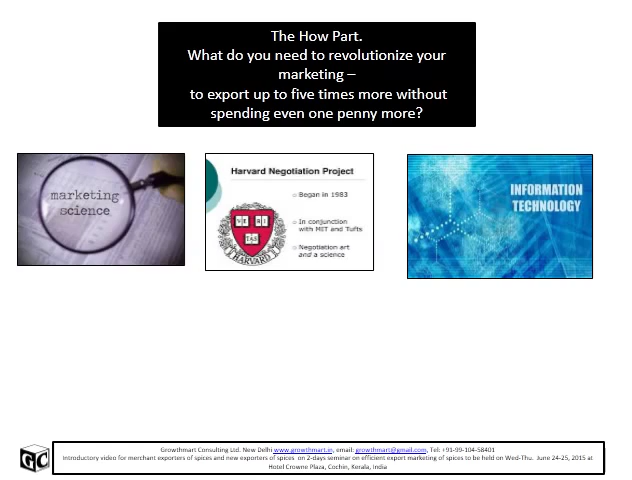 The How Part.
What do you need to revolutionize your
marketing –
to export up to five times more without
spending even one penny more?
marketing
science
Harvard Negotiation Project
Began in 1983
In conjunction
with MIT and Tufts
Negotiation art
and a science
VE RI
TAS
HARVARD
INFORMATION
TECHNOLOGY
GC
Growthmart Consulting Ltd. New Delhi www.growthmart.in, email: growthmart@gmail.com, Tel: +91-99-104-58401
Introductory video for merchant exporters of spices and new exporters of spices on 2-days seminar on efficient export marketing of spices to be held on Wed-Thu. June 24-25, 2015 at
Hotel Crowne Plaza, Cochin, Kerala, India